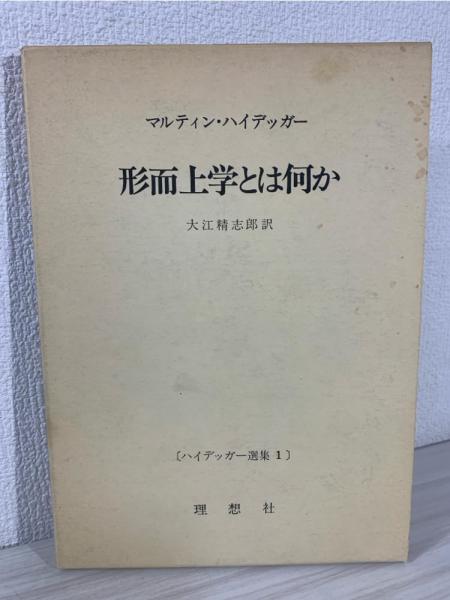 マルティン・ハイデッガー
形而上学とは何か
大江精志郎訳
〔ハイデッガー選集 1〕
理想社